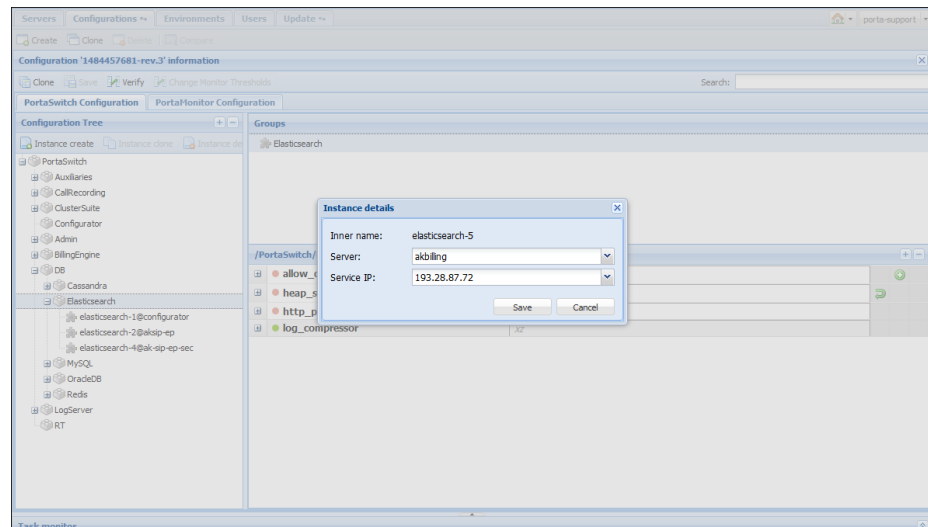 Servers Configurations Environments Users Update porta-support
Create Clone Delete Compare
Configuration '1484457681-rev.3' information
Clone Save Verify Change Monitor Thresholds Search:
PortaSwitch Configuration PortaMonitor Configuration
Configuration Tree
Groups
Instance create Instance clone Instance de
Elasticsearch
PortaSwitch
Auxiliaries
CallRecording
ClusterSuite
Configurator
Admin
BillingEngine
DB
Cassandra
Elasticsearch
elasticsearch-1@configurator
elasticsearch-2@aksip-ep
elasticsearch-4@ak-sip-ep-sec
MySQL
OracleDB
Redis
LogServer
RT
Instance details
Inner name: elasticsearch-5
Server: akbilling
Service IP: 193.28.87.72
Save Cancel
/PortaSwitch/
allow_
heap_s
http_p
log_compressor xz
Task monitor